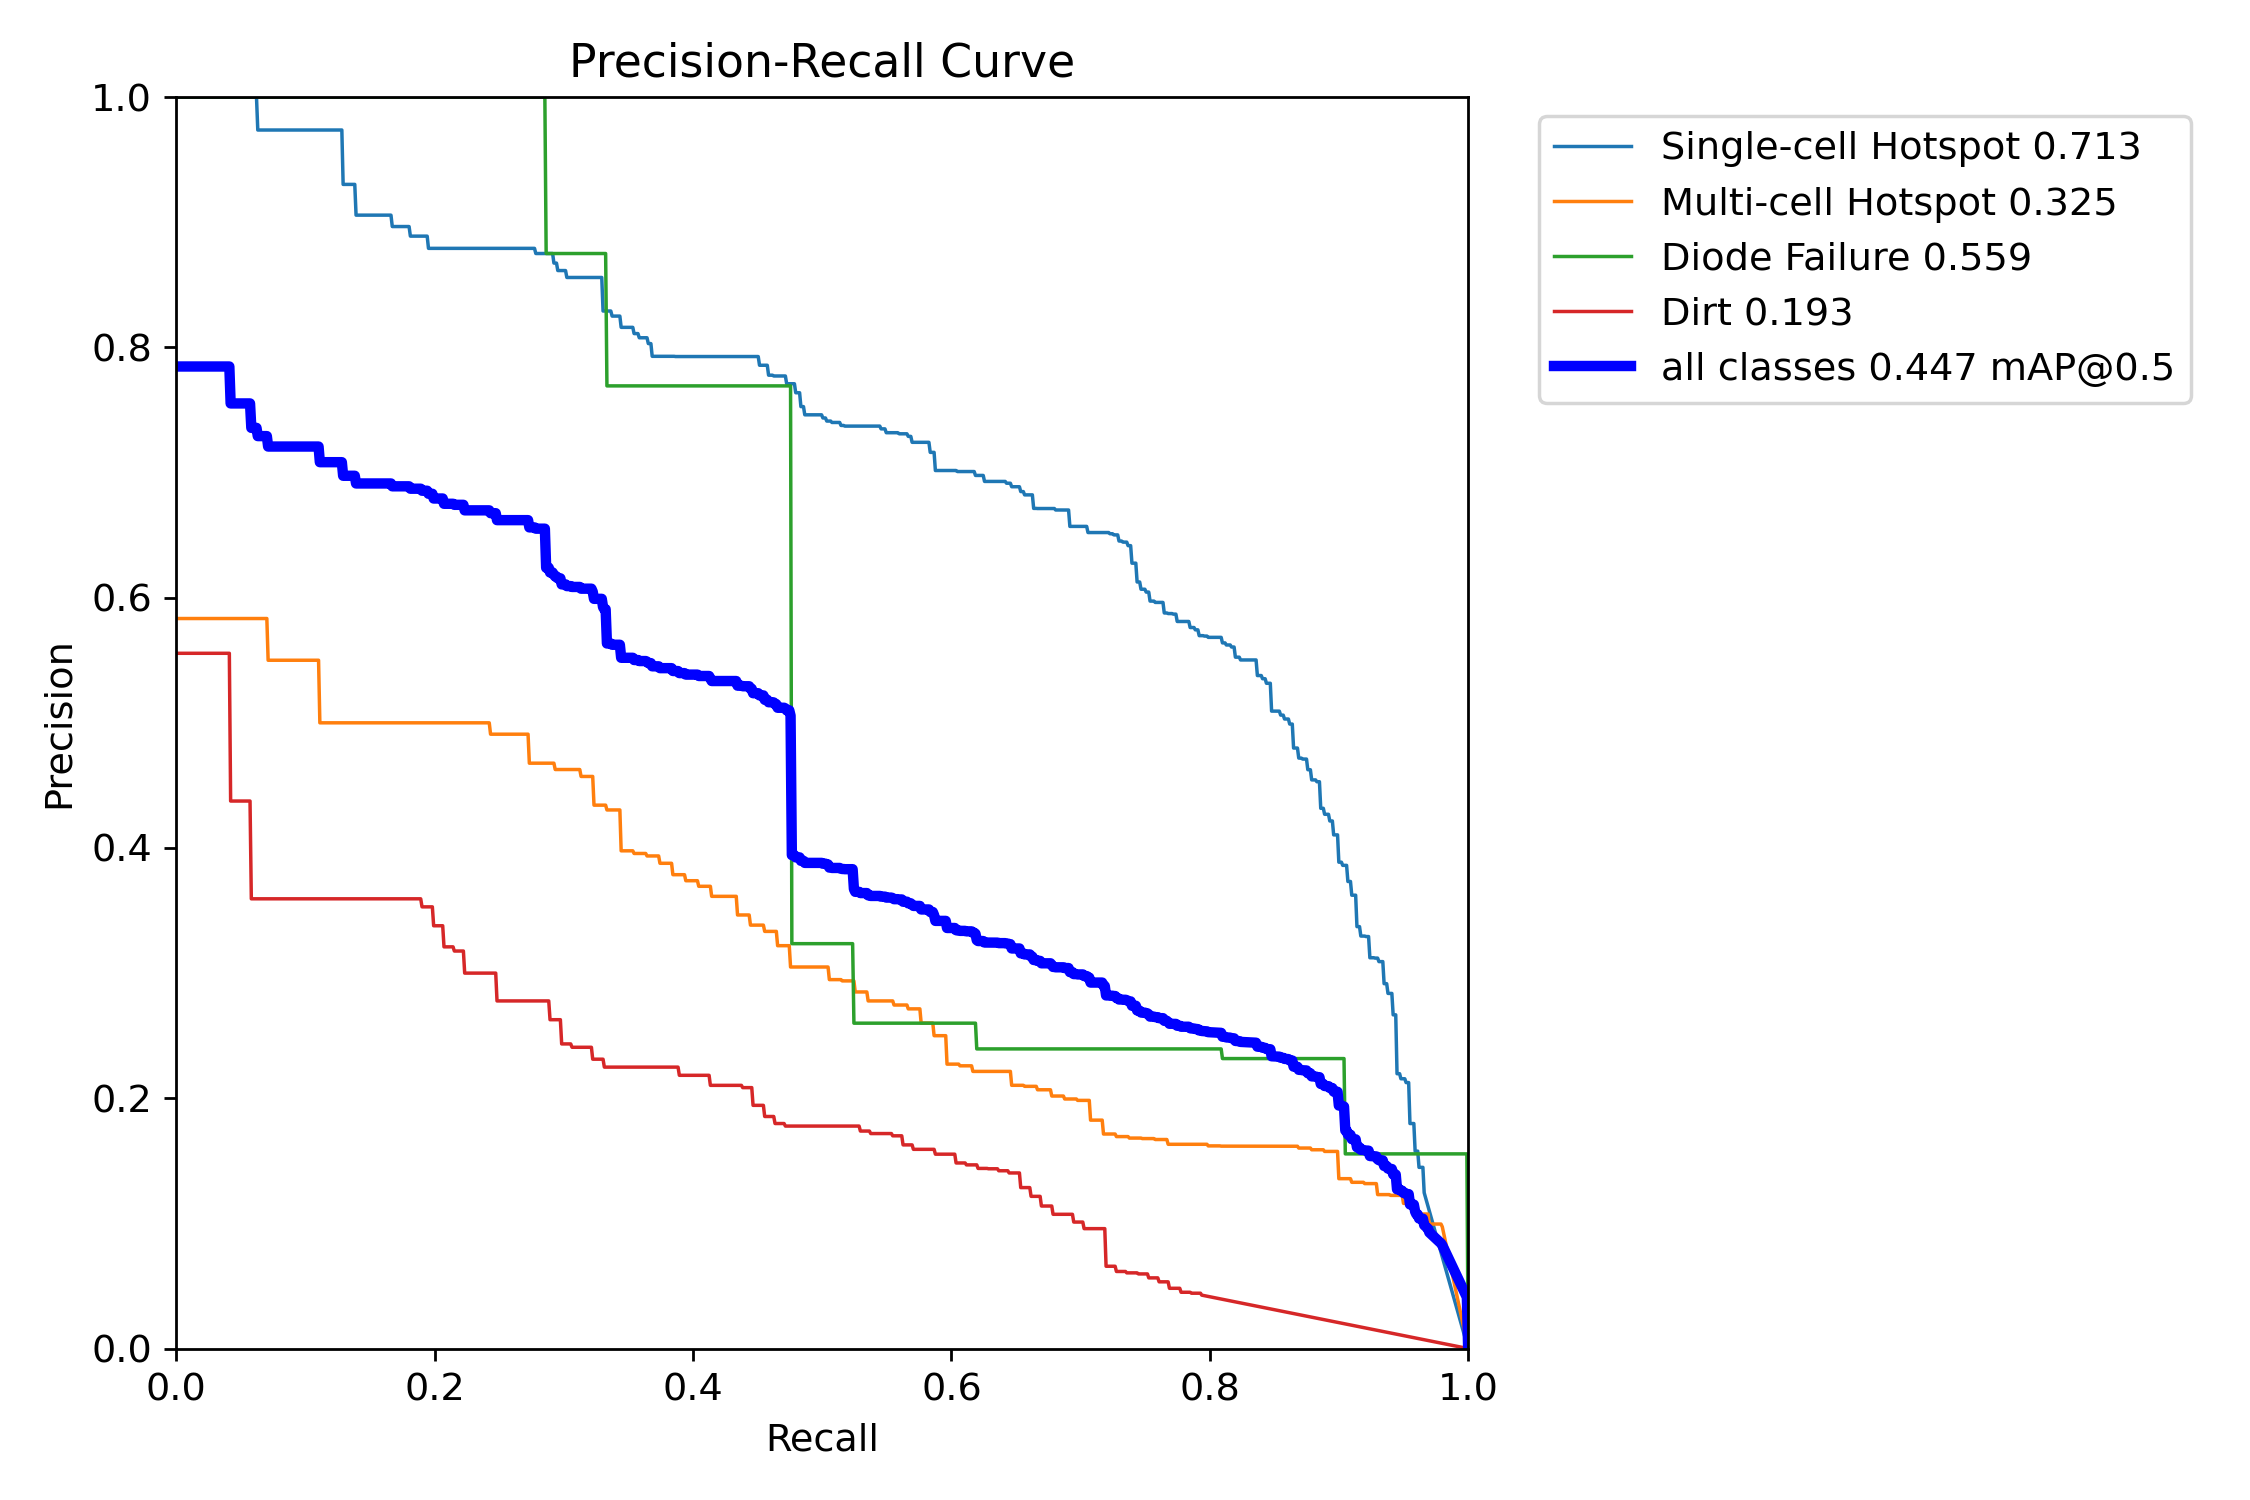 Precision-Recall Curve
1.0
0.8
0.6
0.4
0.2
0.0
Precision
0.0 0.2 0.4 0.6 0.8 1.0
Recall
Single-cell Hotspot 0.713
Multi-cell Hotspot 0.325
Diode Failure 0.559
Dirt 0.193
all classes 0.447 mAP@0.5